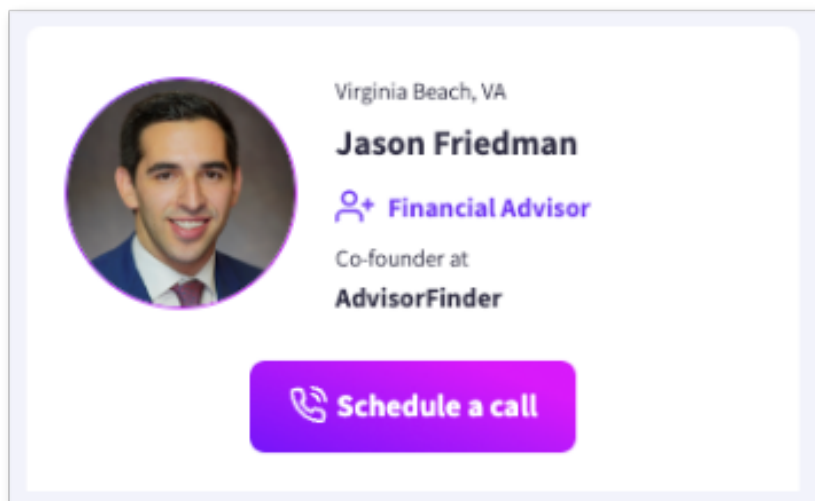 Virginia Beach, VA
Jason Friedman
Financial Advisor
Co-founder at
AdvisorFinder
Schedule a call